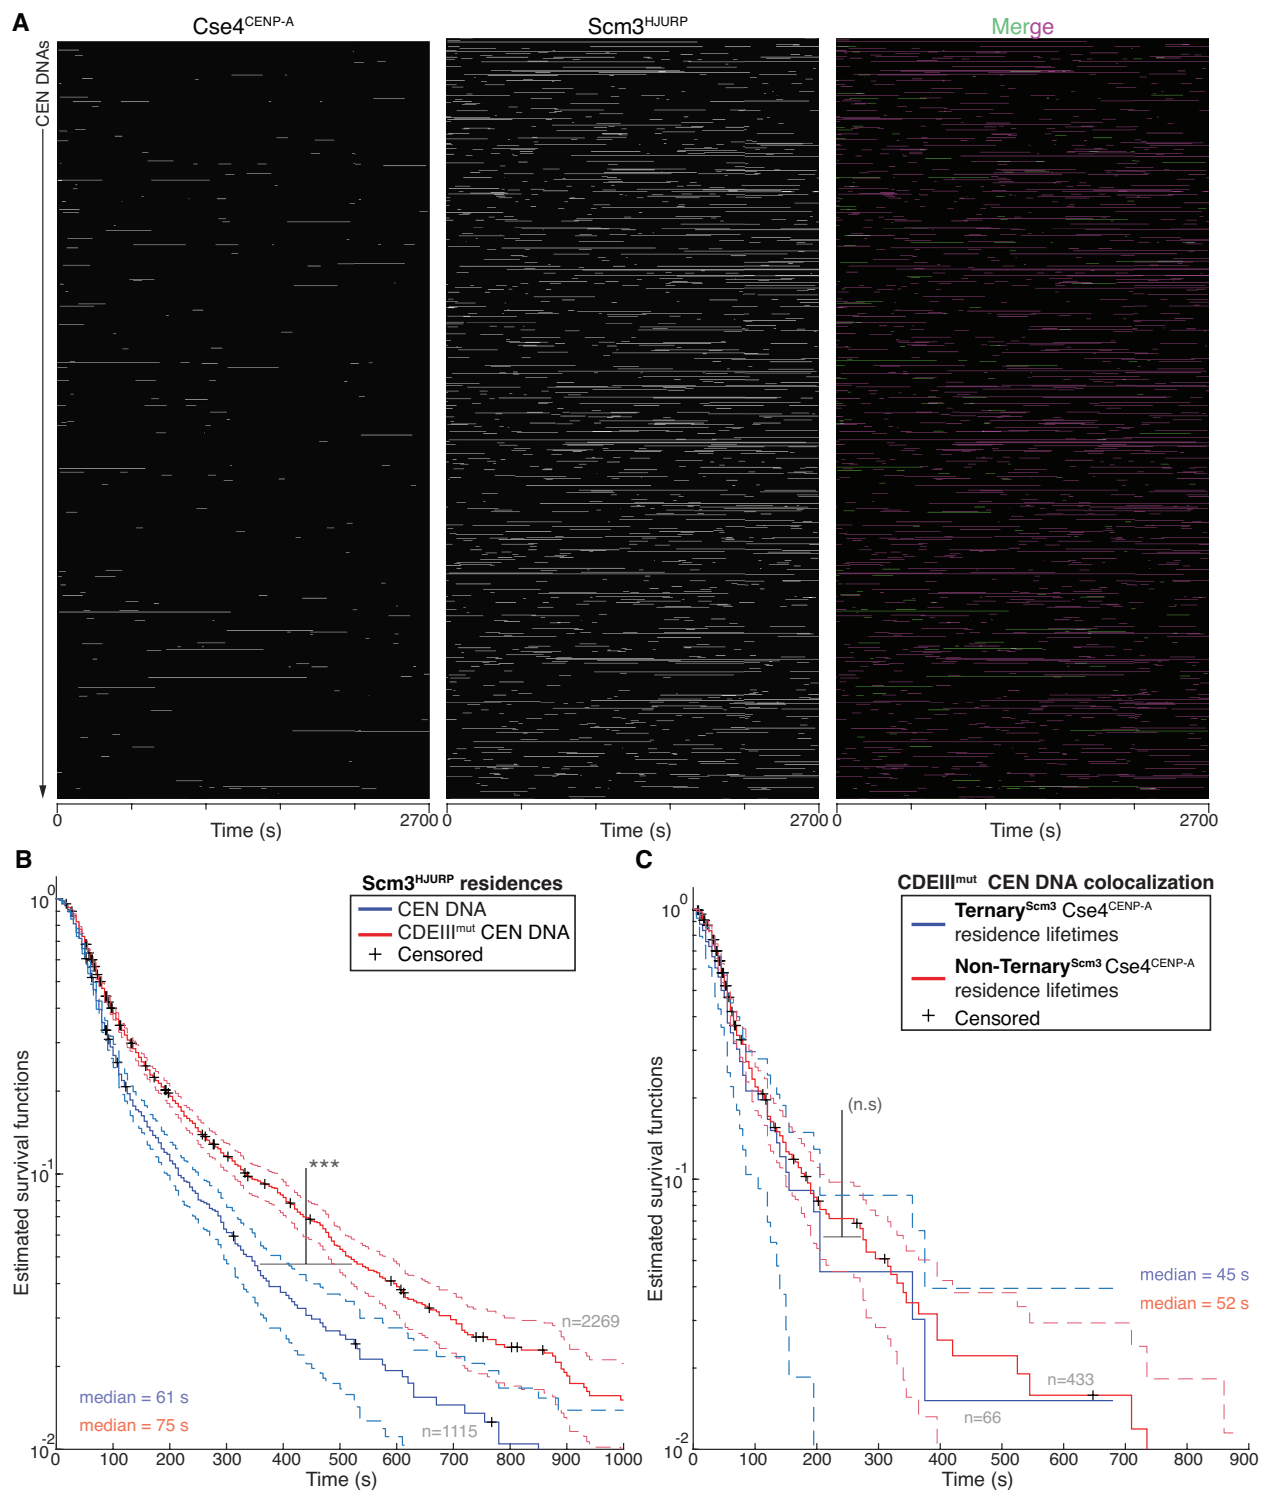 A
Cse4CENP-A
Scm3HJURP
Merge
CEN DNAs
0
2700
0
2700
0
2700
Time (s)
Time (s)
Time (s)
B
Scm3HJURP residences
CEN DNA
CDEIIImut CEN DNA
+ Censored
Estimated survival functions
10^0
10^-1
10^-2
***
n=2269
n=1115
median = 61 s
median = 75 s
0 100 200 300 400 500 600 700 800 900 1000
Time (s)
C
CDEIIImut CEN DNA colocalization
TernaryScm3 Cse4CENP-A
residence lifetimes
Non-TernaryScm3 Cse4CENP-A
residence lifetimes
+ Censored
Estimated survival functions
10^0
10^-1
10^-2
(n.s)
median = 45 s
median = 52 s
n=433
n=66
0 100 200 300 400 500 600 700 800 900
Time (s)